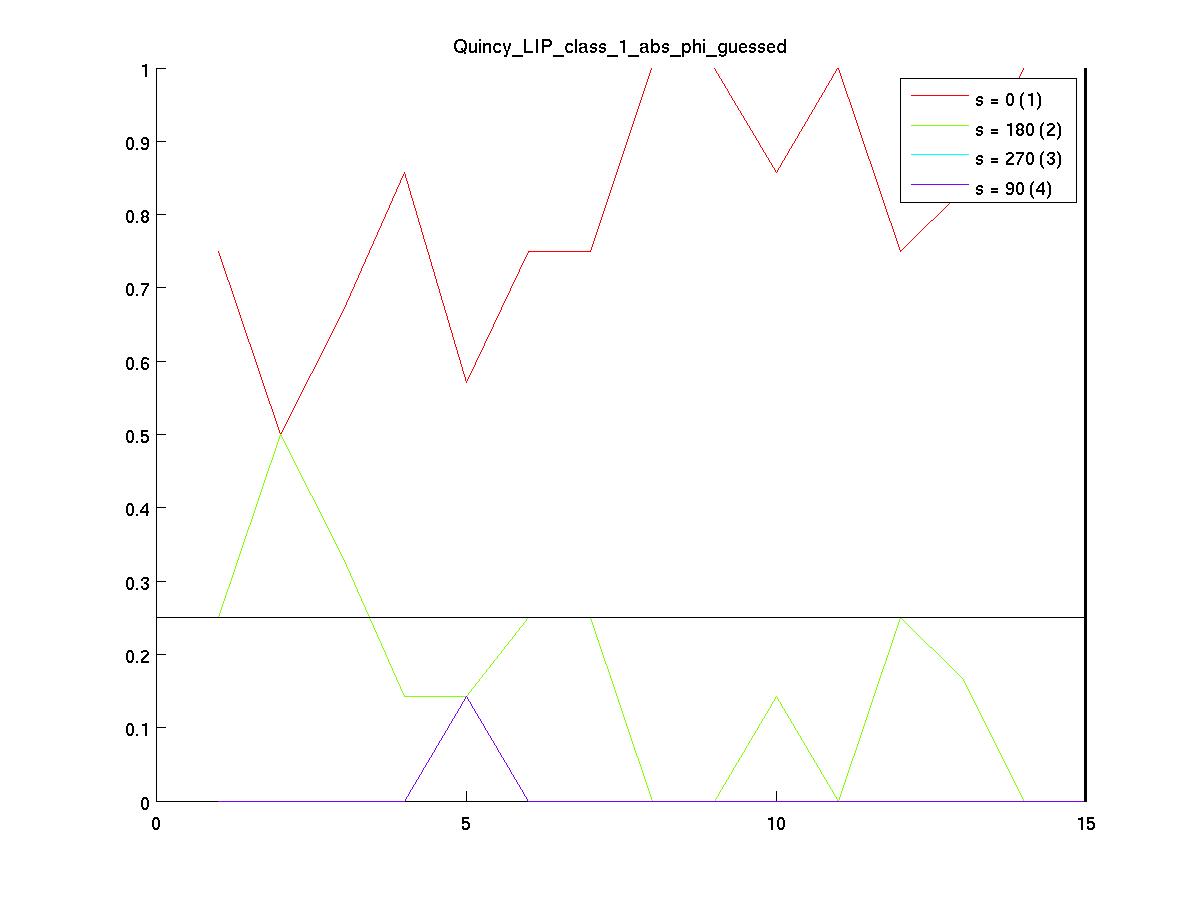 Quincy_LIP_class_1_abs_phi_guessed
1
0.9
0.8
0.7
0.6
0.5
0.4
0.3
0.2
0.1
0
0 5 10 15
s = 0 (1)
s = 180 (2)
s = 270 (3)
s = 90 (4)